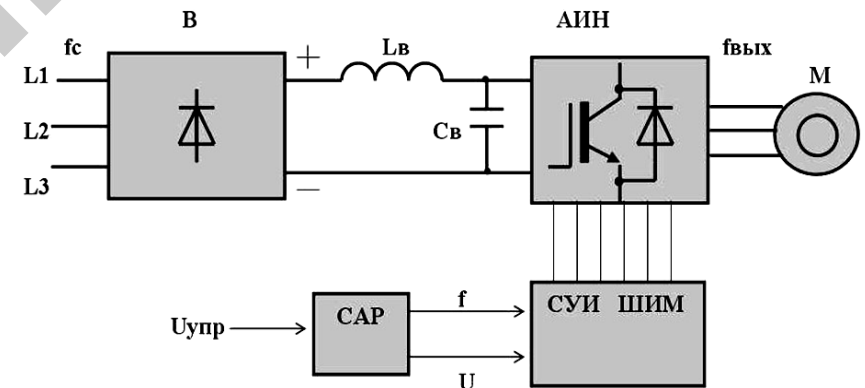 В
АИН
fc
Lв
fвых
L1
+
М
L2
Cв
L3
—
САР
f
СУИ ШИМ
Uупр
U